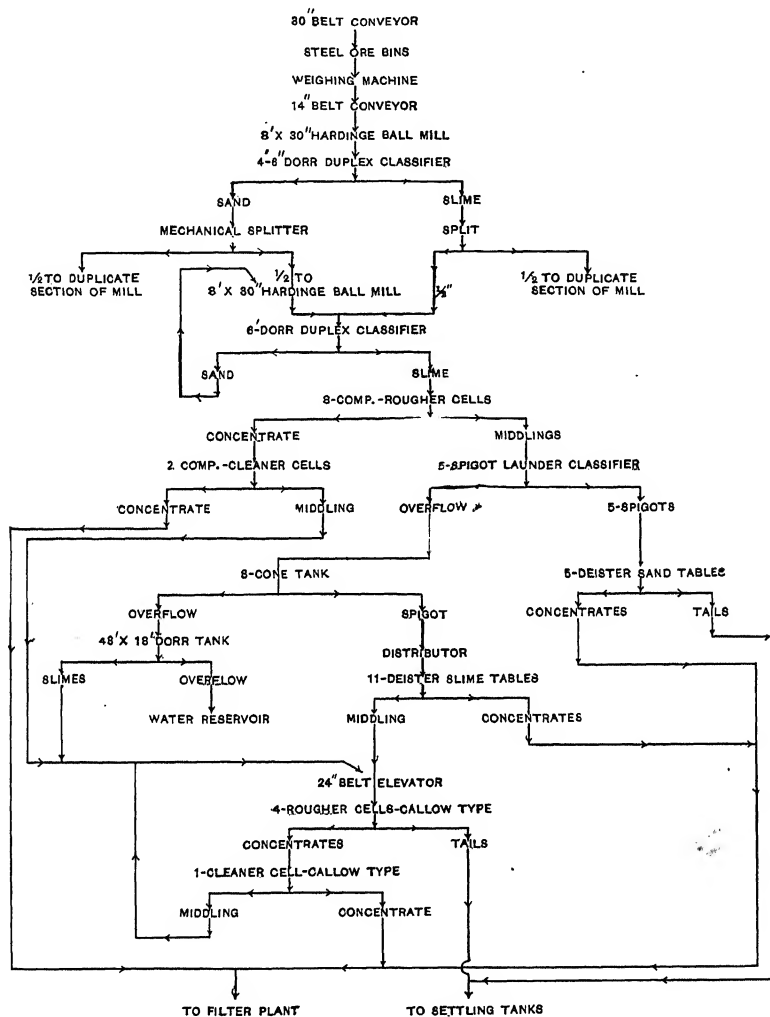 30" BELT CONVEYOR
STEEL ORE BINS
WEIGHING MACHINE
14" BELT CONVEYOR
8' X 30" HARDINGE BALL MILL
4'-6" DORR DUPLEX CLASSIFIER
SAND
SLIME
MECHANICAL SPLITTER
SPLIT
1/2 TO DUPLICATE
SECTION OF MILL
1/2 TO
8' X 30" HARDINGE BALL MILL
1/2"
1/2 TO DUPLICATE
SECTION OF MILL
6' DORR DUPLEX CLASSIFIER
SAND
SLIME
8-COMP.-ROUGHER CELLS
CONCENTRATE
MIDDLINGS
2 COMP.-CLEANER CELLS
5-SPIGOT LAUNDER CLASSIFIER
CONCENTRATE
MIDDLING
OVERFLOW
5-SPIGOTS
8-CONE TANK
5-DEISTER SAND TABLES
OVERFLOW
SPIGOT
CONCENTRATES
TAILS
48' X 18' DORR TANK
DISTRIBUTOR
SLIMES
OVERFLOW
11-DEISTER SLIME TABLES
WATER RESERVOIR
MIDDLING
CONCENTRATES
24" BELT ELEVATOR
4-ROUGHER CELLS-CALLOW TYPE
CONCENTRATES
TAILS
1-CLEANER CELL-CALLOW TYPE
MIDDLING
CONCENTRATE
TO FILTER PLANT
TO SETTLING TANKS